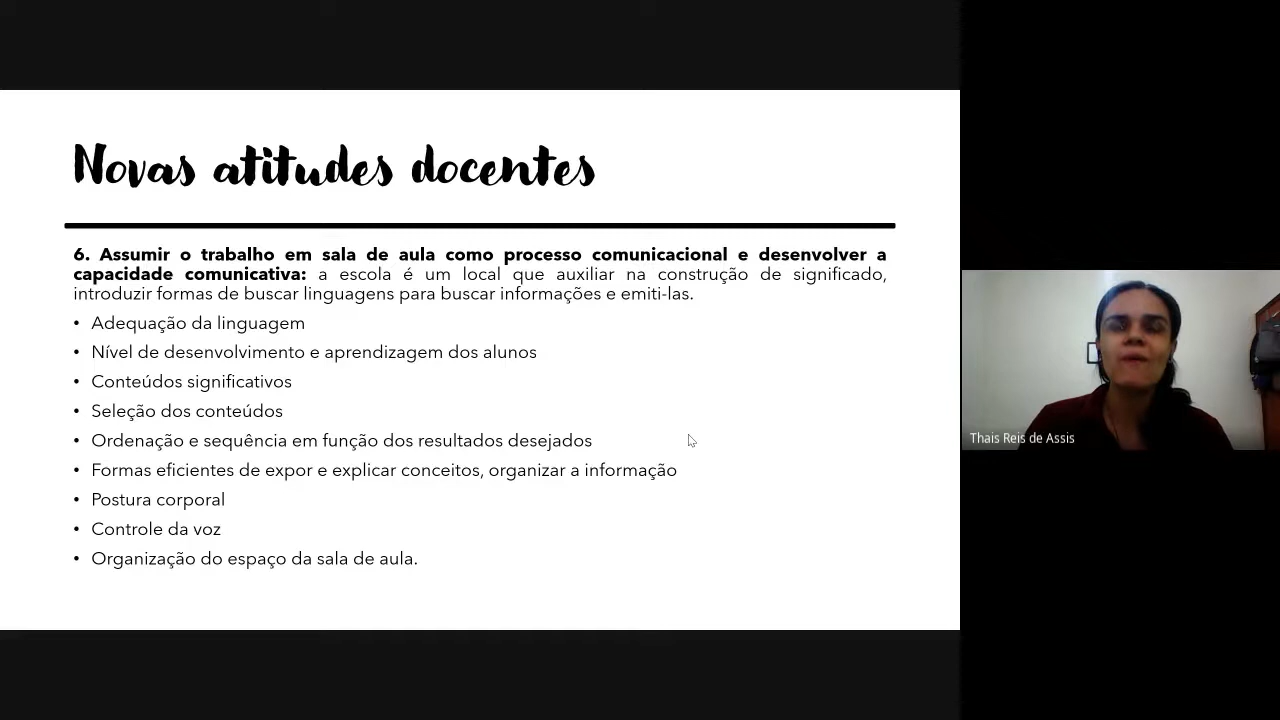 Novas atitudes docentes
6. Assumir o trabalho em sala de aula como processo comunicacional e desenvolver a
capacidade comunicativa: a escola é um local que auxiliar na construção de significado,
introduzir formas de buscar linguagens para buscar informações e emiti-las.
• Adequação da linguagem
• Nível de desenvolvimento e aprendizagem dos alunos
• Conteúdos significativos
• Seleção dos conteúdos
• Ordenação e sequência em função dos resultados desejados
• Formas eficientes de expor e explicar conceitos, organizar a informação
• Postura corporal
• Controle da voz
• Organização do espaço da sala de aula.
Thais Reis de Assis